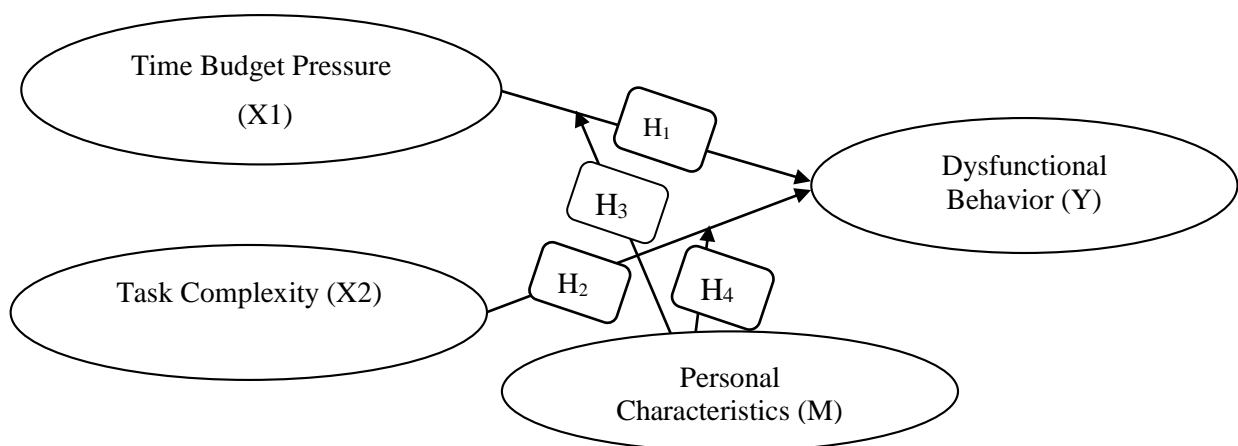 Time Budget Pressure
(X1)
H₁
Dysfunctional
Behavior (Y)
H₃
Task Complexity (X2)
H₂
H₄
Personal
Characteristics (M)